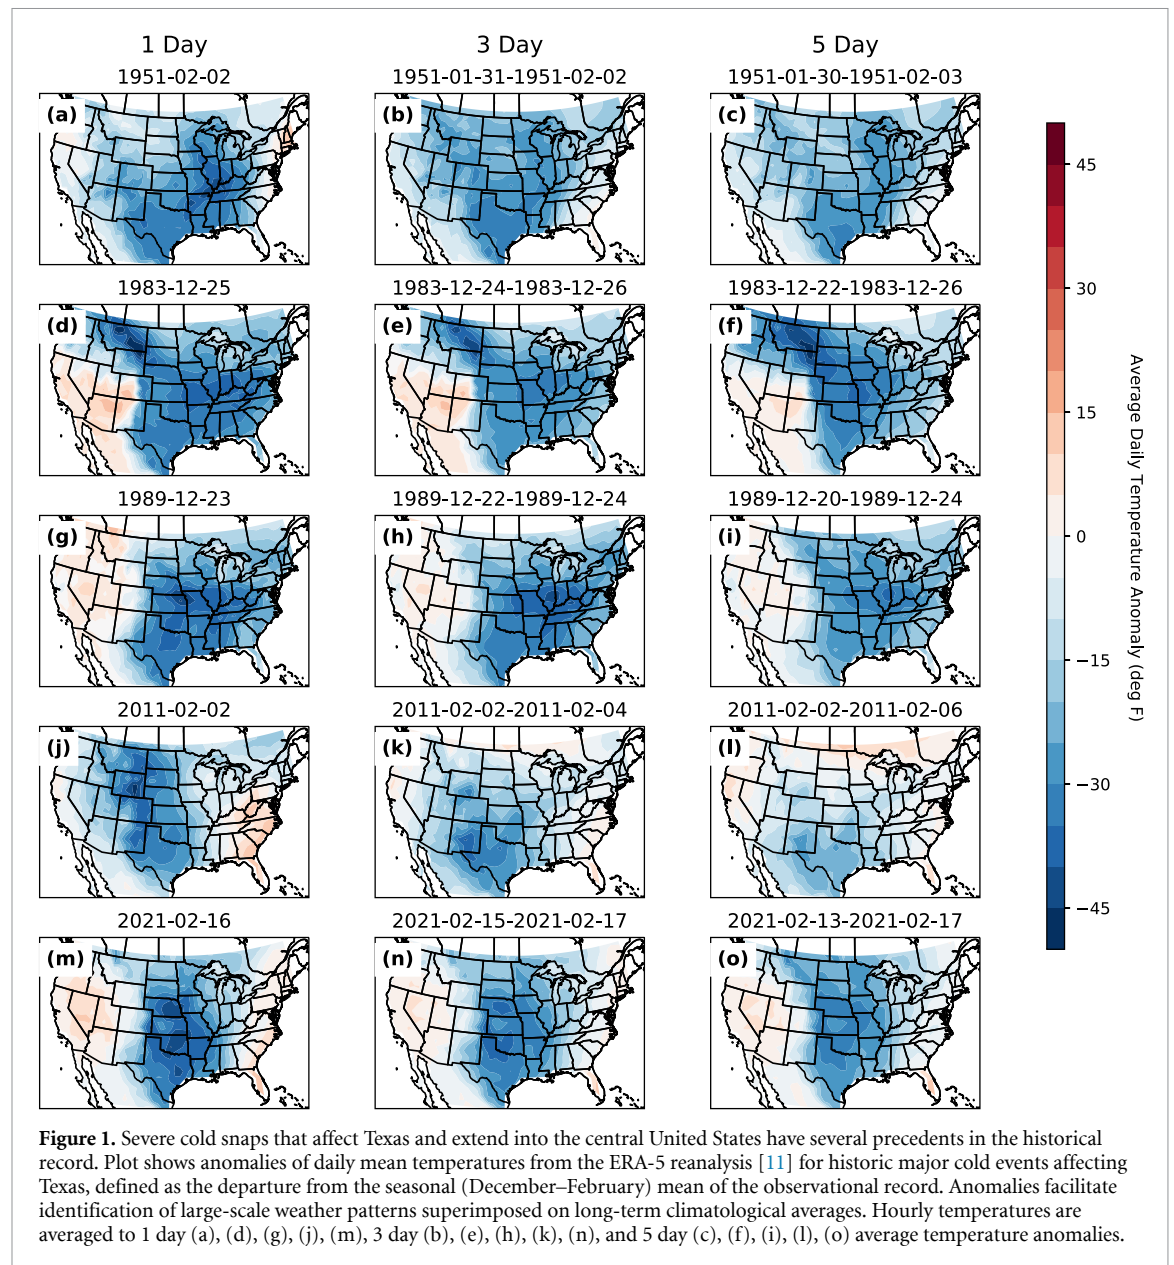 1 Day 3 Day 5 Day
1951-02-02 1951-01-31-1951-02-02 1951-01-30-1951-02-03
(a) (b) (c)
1983-12-25 1983-12-24-1983-12-26 1983-12-22-1983-12-26
(d) (e) (f)
1989-12-23 1989-12-22-1989-12-24 1989-12-20-1989-12-24
(g) (h) (i)
2011-02-02 2011-02-02-2011-02-04 2011-02-02-2011-02-06
(j) (k) (l)
2021-02-16 2021-02-15-2021-02-17 2021-02-13-2021-02-17
(m) (n) (o)
45
30
15
0
−15
−30
−45
Average Daily Temperature Anomaly (deg F)
Figure 1. Severe cold snaps that affect Texas and extend into the central United States have several precedents in the historical
record. Plot shows anomalies of daily mean temperatures from the ERA-5 reanalysis [11] for historic major cold events affecting
Texas, defined as the departure from the seasonal (December–February) mean of the observational record. Anomalies facilitate
identification of large-scale weather patterns superimposed on long-term climatological averages. Hourly temperatures are
averaged to 1 day (a), (d), (g), (j), (m), 3 day (b), (e), (h), (k), (n), and 5 day (c), (f), (i), (l), (o) average temperature anomalies.